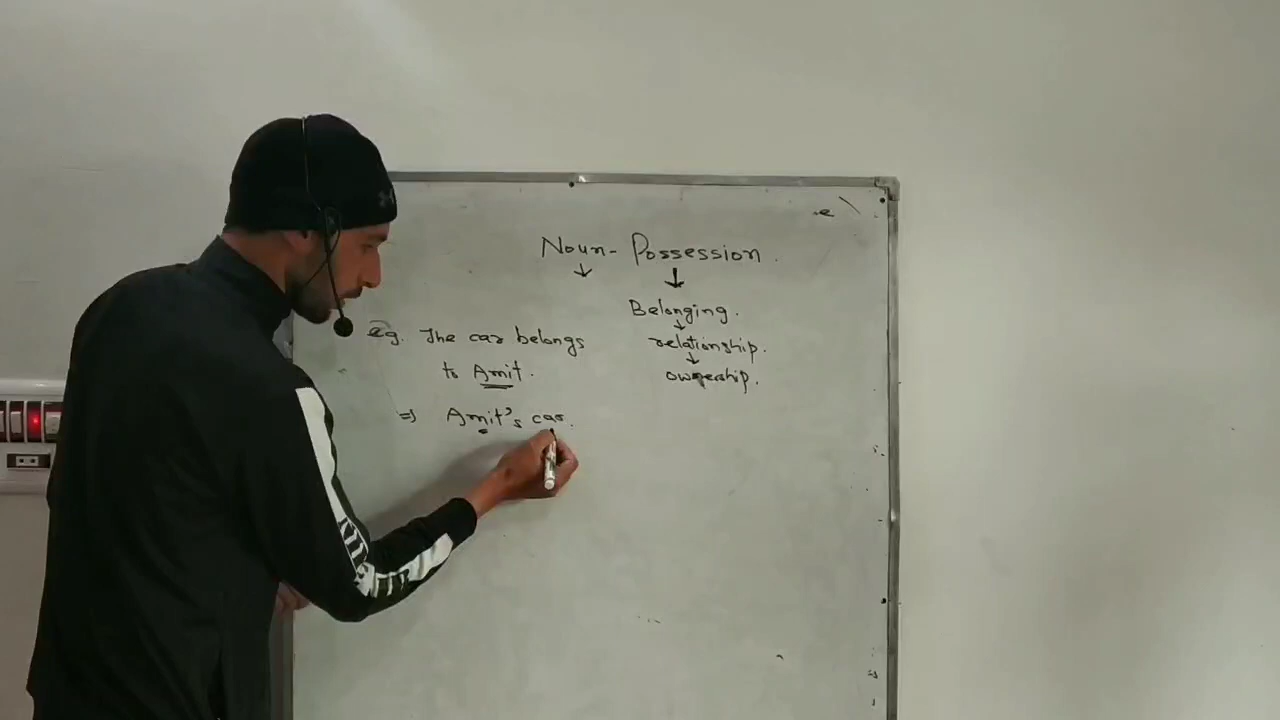 Noun-Possession.
Belonging.
relationship.
ownership.
eg. The car belongs
to Amit.
⇒ Amit's car.